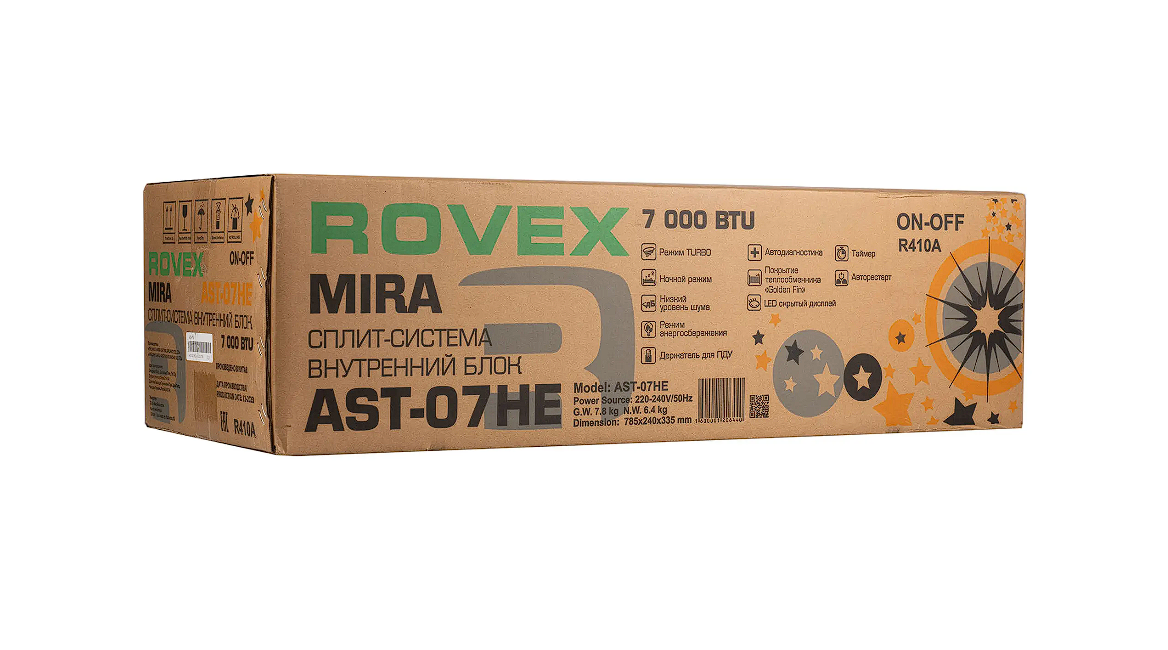 ROVEX
ON-OFF
MIRA
AST-07HE
СПЛИТ-СИСТЕМА ВНУТРЕННИЙ БЛОК
7 000 BTU
R410A
ROVEX
7 000 BTU
MIRA
СПЛИТ-СИСТЕМА
ВНУТРЕННИЙ БЛОК
AST-07HE
Режим TURBO
Ночной режим
Низкий
уровень шума
Режим
энергосбережения
Держатель для ПДУ
Автодиагностика
Покрытие
теплообменника
«Golden Fin»
LED скрытый дисплей
Таймер
Авторестарт
Model: AST-07HE
Power Source: 220-240V/50Hz
G.W. 7.8 kg N.W. 6.4 kg
Dimension: 785x240x335 mm
ON-OFF
R410A